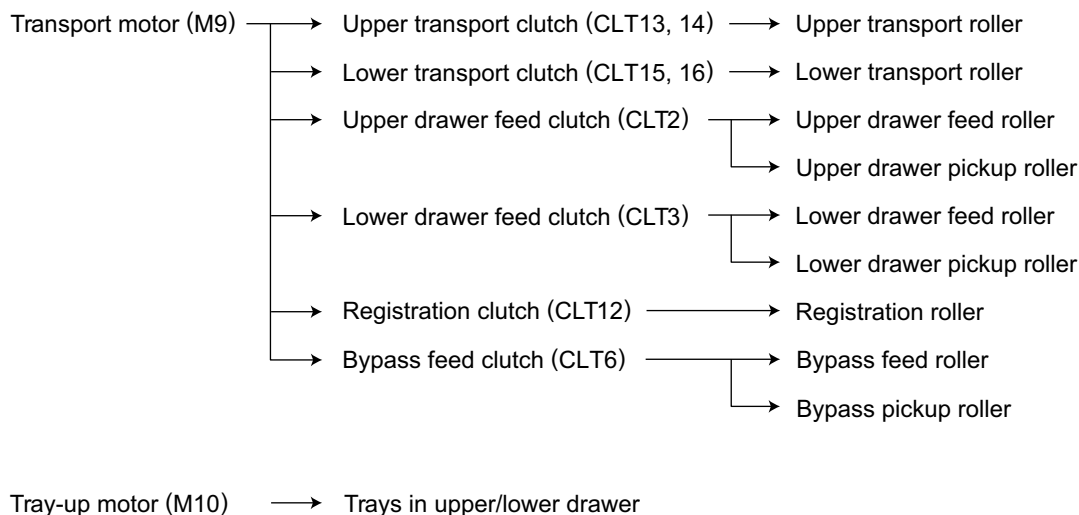 Transport motor (M9) Upper transport clutch (CLT13, 14) Upper transport roller
Lower transport clutch (CLT15, 16) Lower transport roller
Upper drawer feed clutch (CLT2) Upper drawer feed roller
Upper drawer pickup roller
Lower drawer feed clutch (CLT3) Lower drawer feed roller
Lower drawer pickup roller
Registration clutch (CLT12) Registration roller
Bypass feed clutch (CLT6) Bypass feed roller
Bypass pickup roller
Tray-up motor (M10) Trays in upper/lower drawer